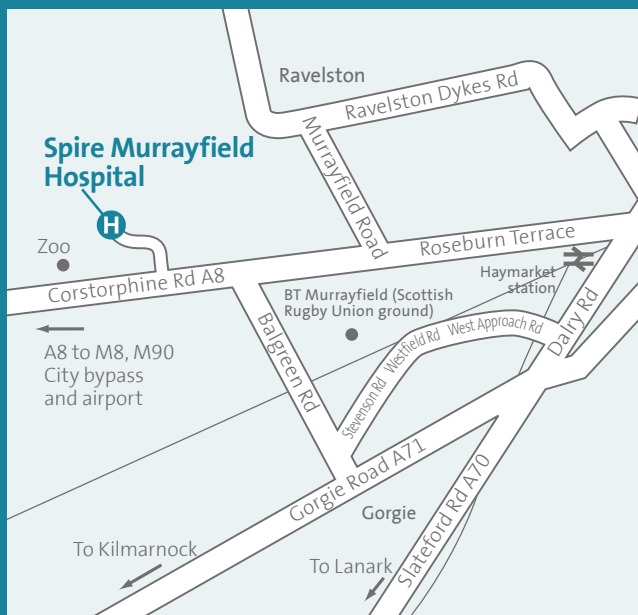 Ravelston
Ravelston Dykes Rd
Murrayfield Road
Spire Murrayfield
Hospital
H
Zoo
Roseburn Terrace
Corstorphine Rd A8
Haymarket
station
BT Murrayfield (Scottish
Rugby Union ground)
A8 to M8, M90
City bypass
and airport
Balgreen Rd
Stevenson Rd
Westfield Rd
West Approach Rd
Dalry Rd
Gorgie Road A71
Gorgie
Slateford Rd A70
To Kilmarnock
To Lanark